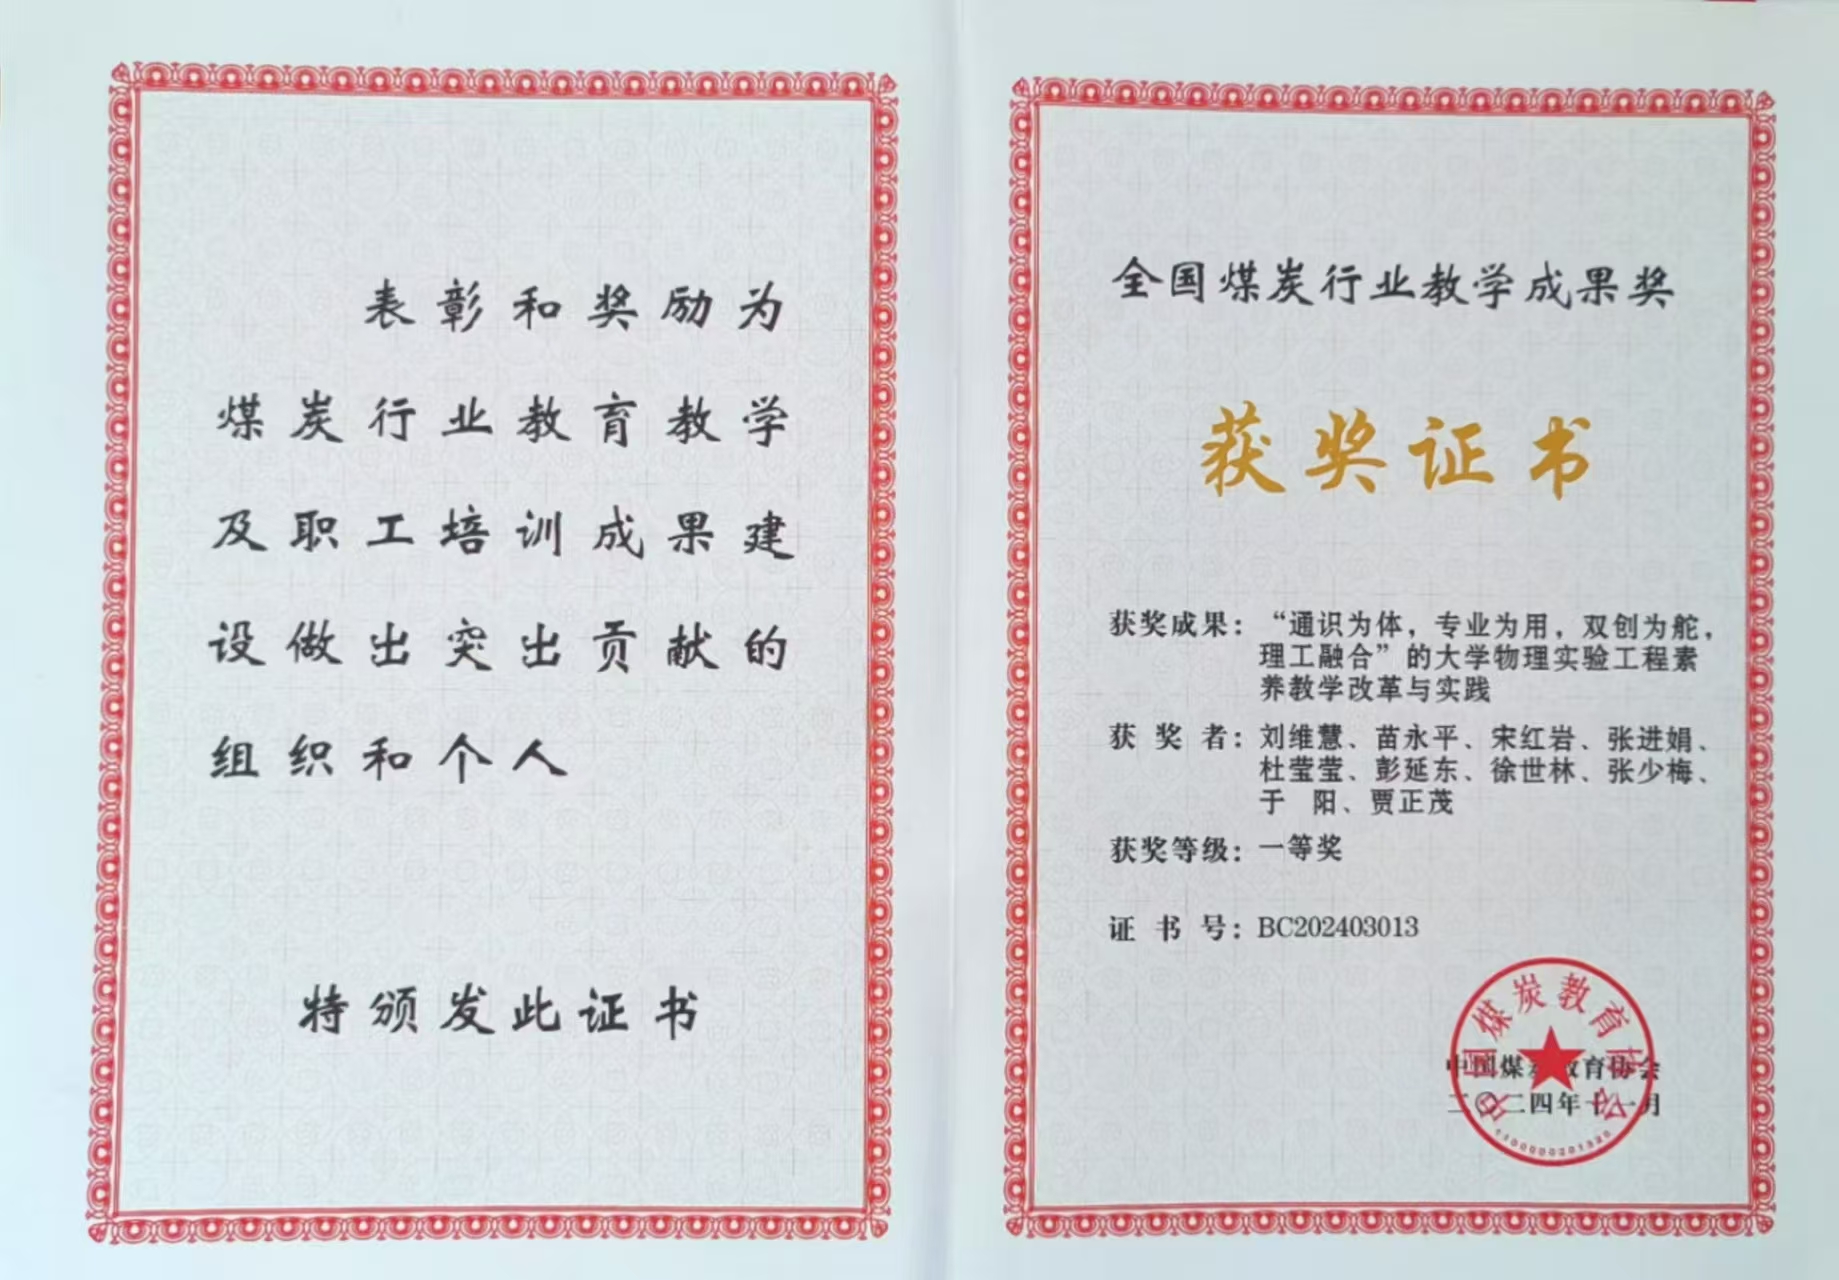 表彰和奖励为
煤炭行业教育教学
及职工培训成果建
设做出突出贡献的
组织和个人
特颁发此证书
全国煤炭行业教学成果奖
获奖证书
获奖成果：“通识为体，专业为用，双创为舵，
理工融合”的大学物理实验工程素
养教学改革与实践
获 奖 者：刘维慧、苗永平、宋红岩、张进娟、
杜莹莹、彭延东、徐世林、张少梅、
于　阳、贾正茂
获奖等级：一等奖
证 书 号：BC202403013
中国煤炭教育协会
中国煤炭教育协会
二〇二四年十一月